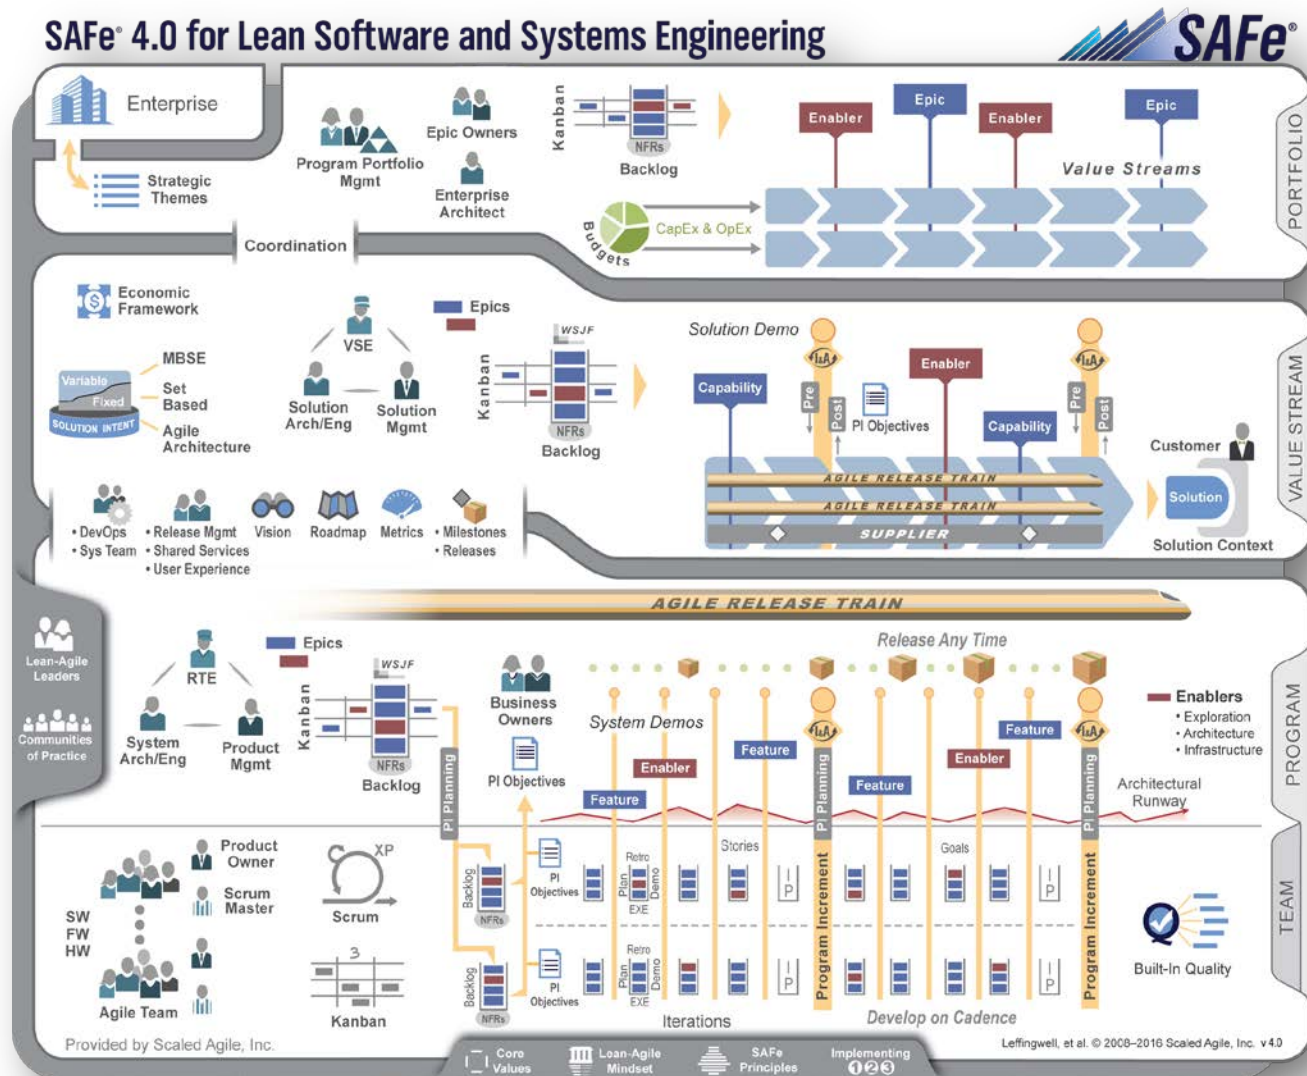 SAFe® 4.0 for Lean Software and Systems Engineering
SAFe®
Enterprise
Strategic
Themes
Program Portfolio
Mgmt
Epic Owners
Enterprise
Architect
Kanban
NFRs
Backlog
Enabler
Epic
Enabler
Epic
Value Streams
Budgets
CapEx & OpEx
PORTFOLIO
Coordination
Economic
Framework
MBSE
Variable
Fixed
SOLUTION INTENT
Set
Based
Agile
Architecture
VSE
Solution
Arch/Eng
Solution
Mgmt
Epics
WSJF
Kanban
NFRs
Backlog
Solution Demo
Capability
I&A
Pre
Post
PI Objectives
Enabler
Capability
I&A
Pre
Post
AGILE RELEASE TRAIN
AGILE RELEASE TRAIN
SUPPLIER
Customer
Solution
Solution Context
VALUE STREAM
• DevOps
• Sys Team
• Release Mgmt
• Shared Services
• User Experience
Vision
Roadmap
Metrics
• Milestones
• Releases
AGILE RELEASE TRAIN
Lean-Agile
Leaders
Communities
of Practice
RTE
System
Arch/Eng
Product
Mgmt
Epics
WSJF
Kanban
NFRs
Backlog
PI Planning
Business
Owners
PI Objectives
Release Any Time
System Demos
Feature
Enabler
Feature
I&A
PI Planning
Feature
Enabler
Feature
I&A
PI Planning
Enablers
• Exploration
• Architecture
• Infrastructure
Architectural
Runway
PROGRAM
SW
FW
HW
Product
Owner
Scrum
Master
Agile Team
XP
Scrum
3
Kanban
Backlog
NFRs
PI
Objectives
Plan
Retro
Demo
EXE
Stories
I
P
Program Increment
Goals
I
P
Program Increment
Backlog
NFRs
PI
Objectives
Plan
Retro
Demo
EXE
I
P
I
P
Iterations
Develop on Cadence
Built-In Quality
TEAM
Provided by Scaled Agile, Inc.
Leffingwell, et al. © 2008–2016 Scaled Agile, Inc. v 4.0
Core
Values
Lean-Agile
Mindset
SAFe
Principles
Implementing
1 2 3